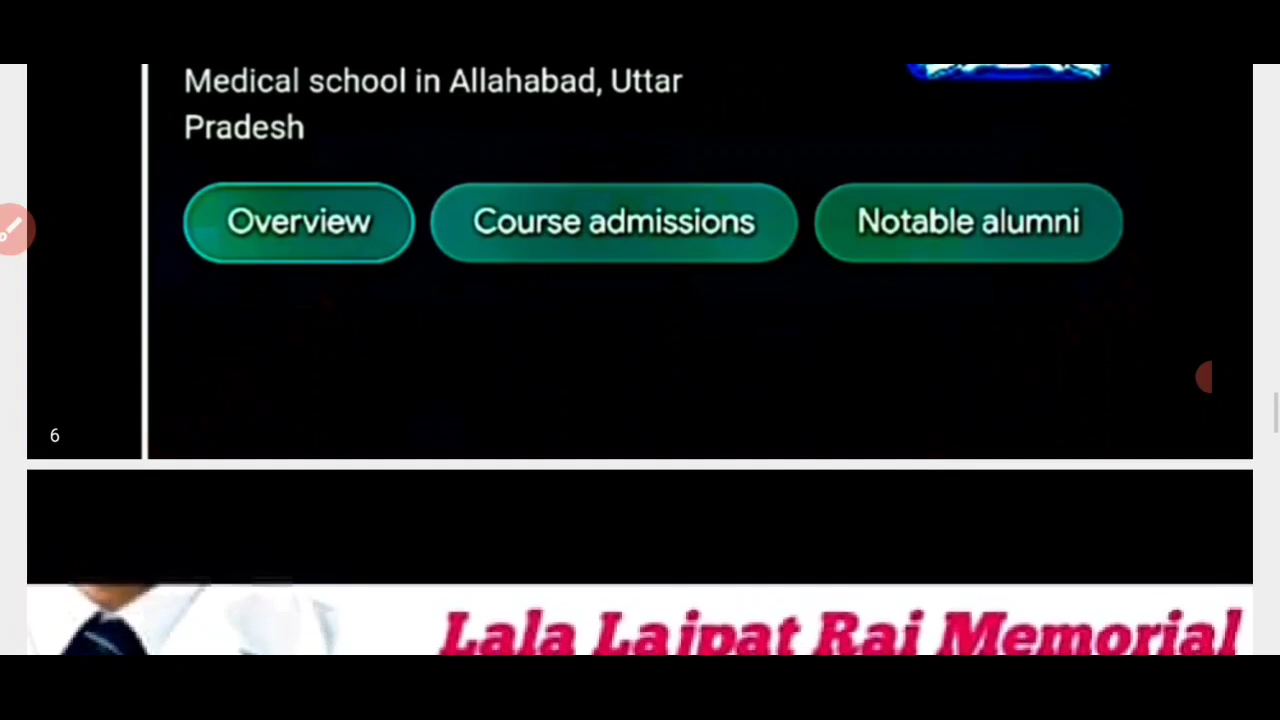 Medical school in Allahabad, Uttar
Pradesh
Overview Course admissions Notable alumni
6
Lala Lajpat Rai Memorial